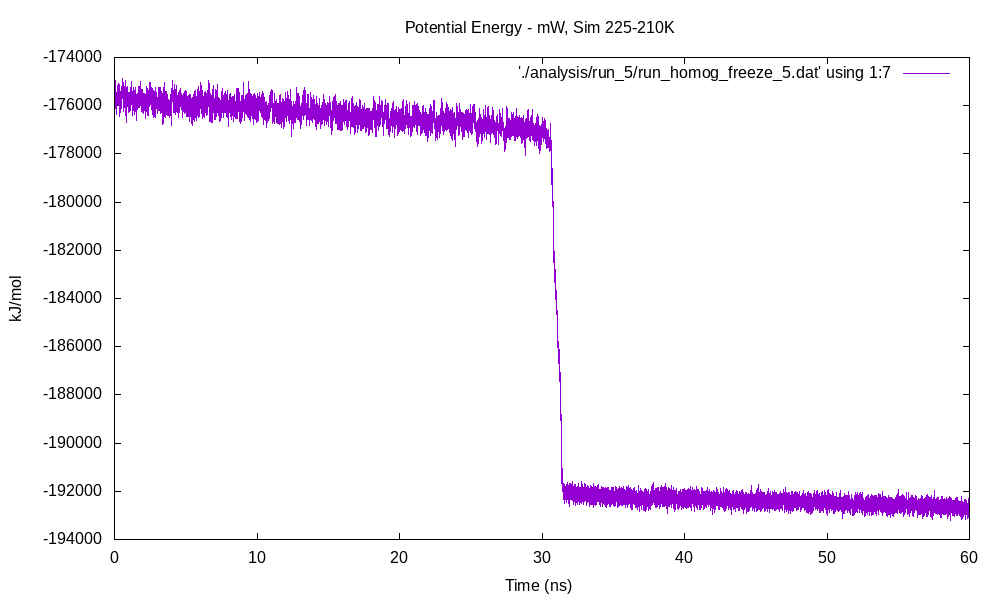 Potential Energy - mW, Sim 225-210K
'./analysis/run_5/run_homog_freeze_5.dat' using 1:7
-174000
-176000
-178000
-180000
-182000
-184000
-186000
-188000
-190000
-192000
-194000
kJ/mol
0 10 20 30 40 50 60
Time (ns)